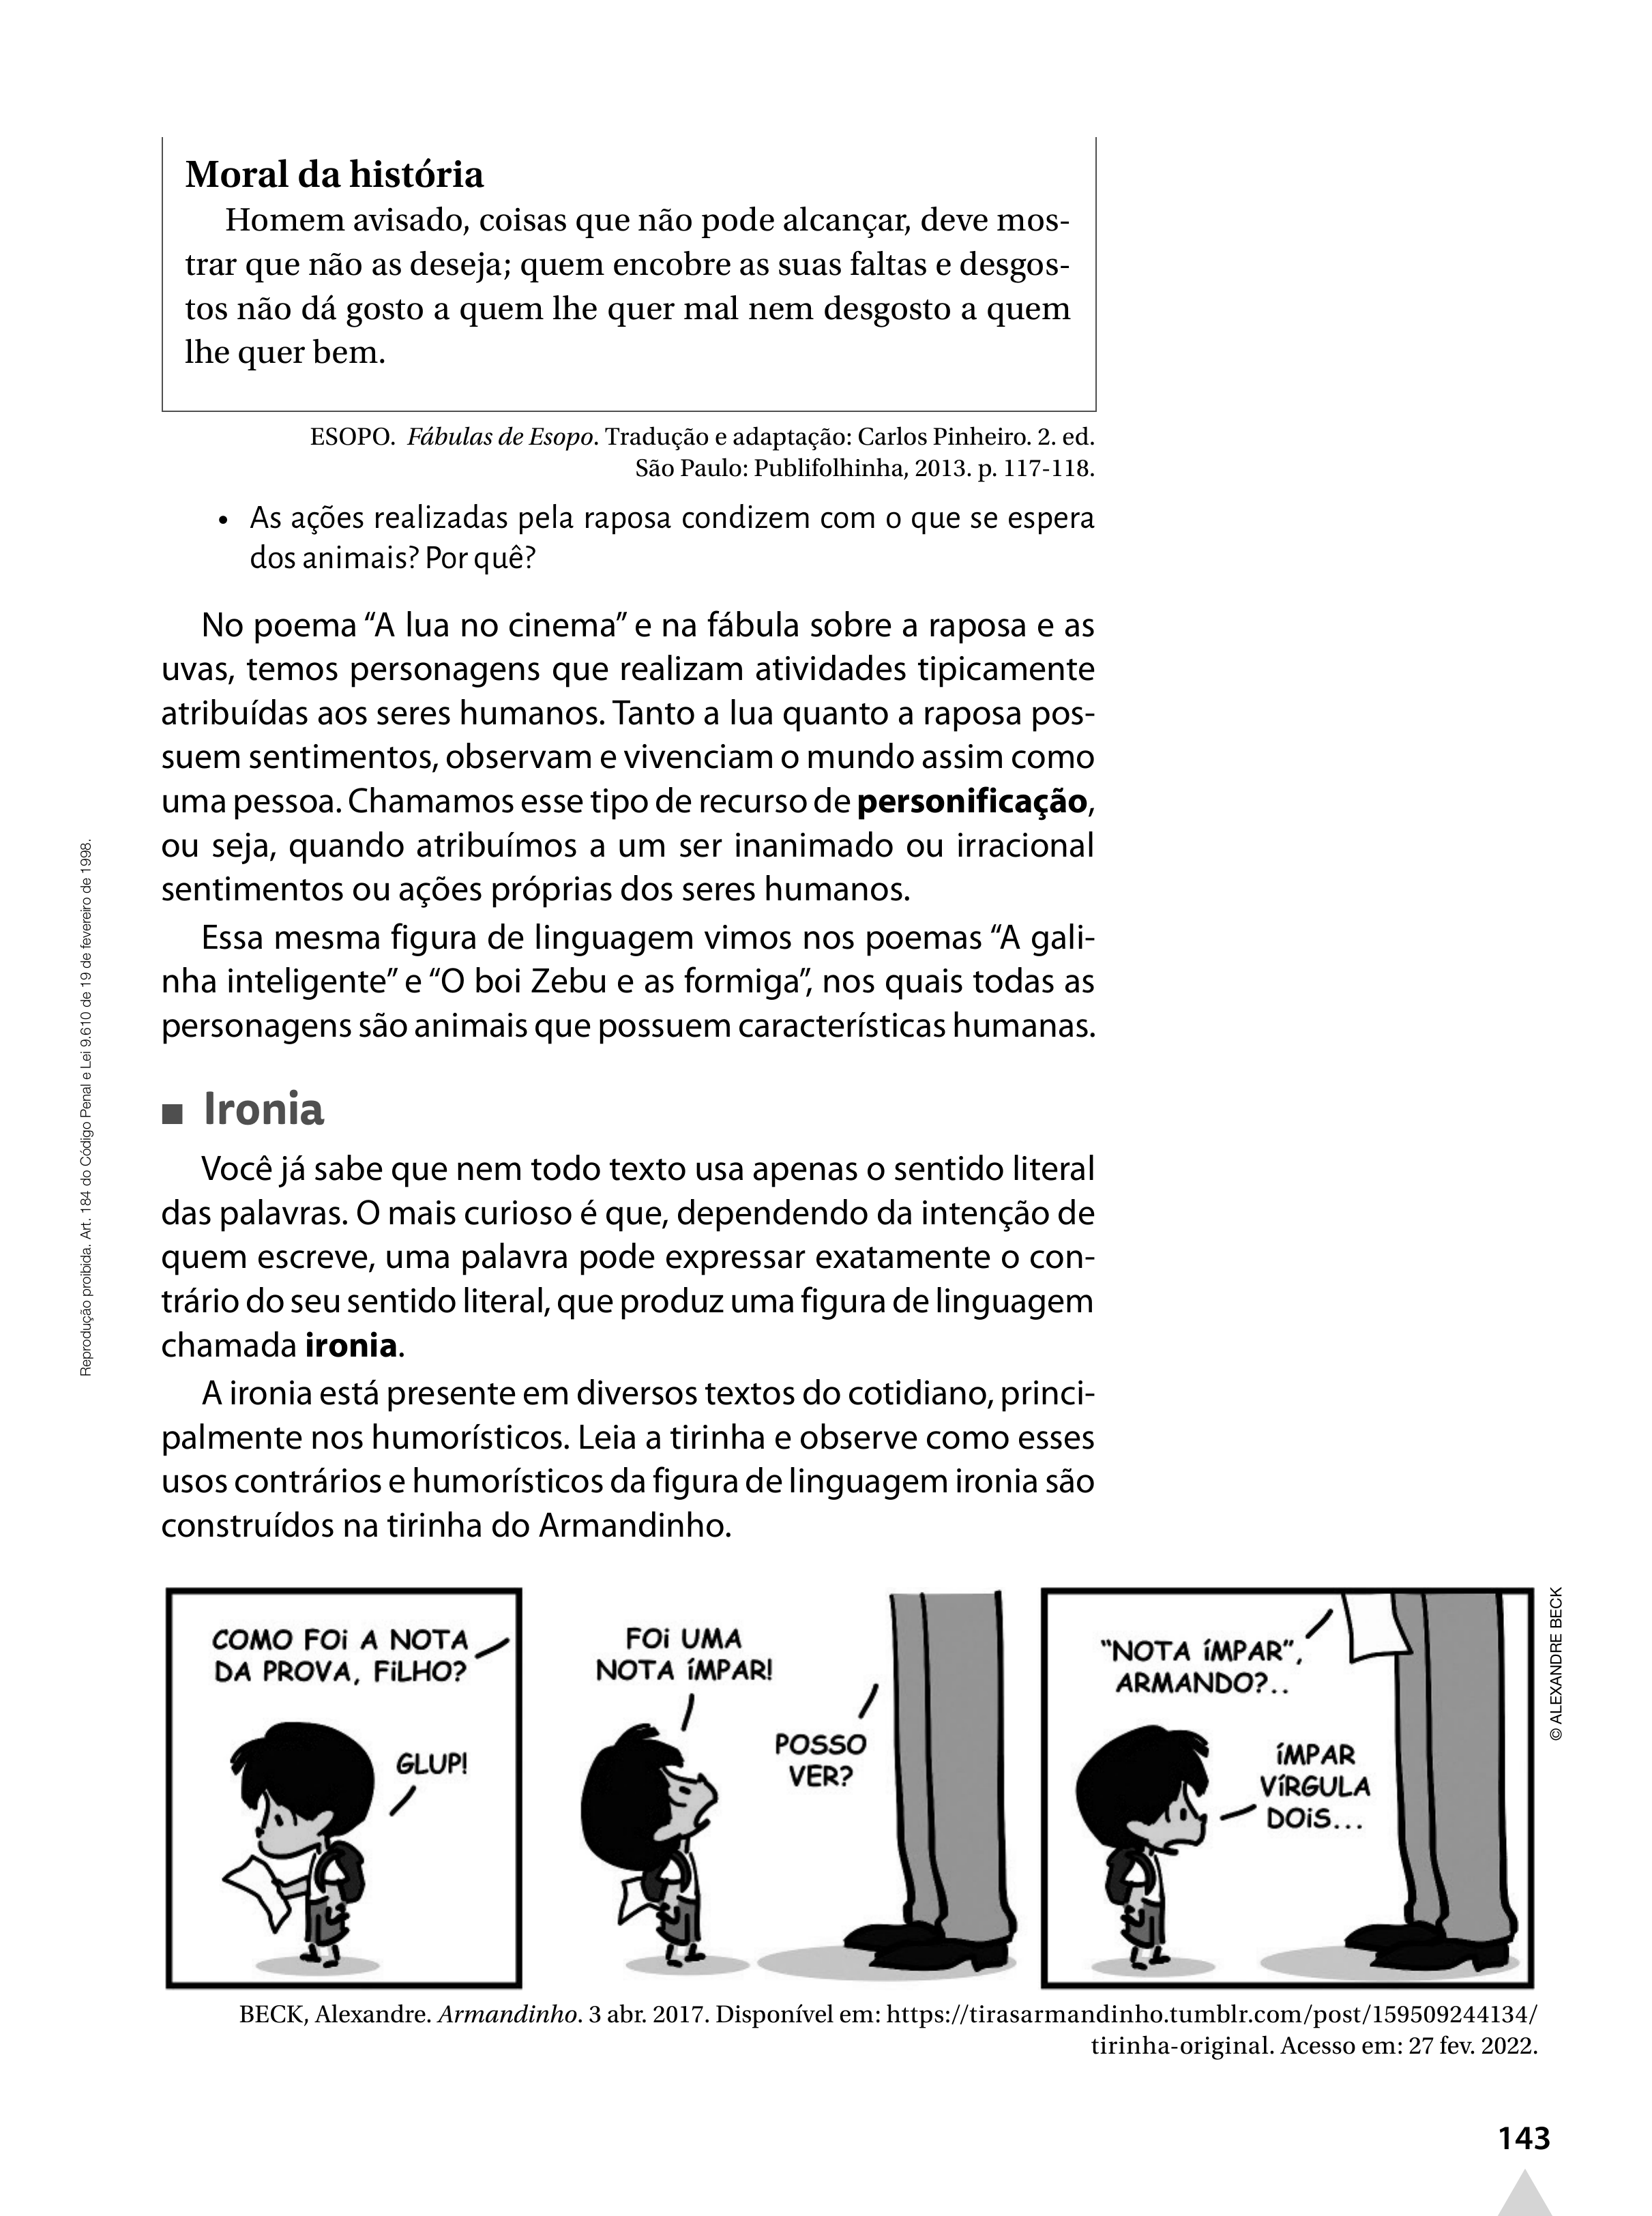 Moral da história
Homem avisado, coisas que não pode alcançar, deve mos-
trar que não as deseja; quem encobre as suas faltas e desgos-
tos não dá gosto a quem lhe quer mal nem desgosto a quem
lhe quer bem.
ESOPO. Fábulas de Esopo. Tradução e adaptação: Carlos Pinheiro. 2. ed.
São Paulo: Publifolhinha, 2013. p. 117-118.
• As ações realizadas pela raposa condizem com o que se espera
dos animais? Por quê?
No poema “A lua no cinema” e na fábula sobre a raposa e as
uvas, temos personagens que realizam atividades tipicamente
atribuídas aos seres humanos. Tanto a lua quanto a raposa pos-
suem sentimentos, observam e vivenciam o mundo assim como
uma pessoa. Chamamos esse tipo de recurso de personificação,
ou seja, quando atribuímos a um ser inanimado ou irracional
sentimentos ou ações próprias dos seres humanos.
Essa mesma figura de linguagem vimos nos poemas “A gali-
nha inteligente” e “O boi Zebu e as formiga”, nos quais todas as
personagens são animais que possuem características humanas.
■ Ironia
Você já sabe que nem todo texto usa apenas o sentido literal
das palavras. O mais curioso é que, dependendo da intenção de
quem escreve, uma palavra pode expressar exatamente o con-
trário do seu sentido literal, que produz uma figura de linguagem
chamada ironia.
A ironia está presente em diversos textos do cotidiano, princi-
palmente nos humorísticos. Leia a tirinha e observe como esses
usos contrários e humorísticos da figura de linguagem ironia são
construídos na tirinha do Armandinho.
COMO FOi A NOTA
DA PROVA, FiLHO?
GLUP!
FOi UMA
NOTA ÍMPAR!
POSSO
VER?
“NOTA ÍMPAR”,
ARMANDO?..
ÍMPAR
VÍRGULA
DOiS...
© ALEXANDRE BECK
BECK, Alexandre. Armandinho. 3 abr. 2017. Disponível em: https://tirasarmandinho.tumblr.com/post/159509244134/
tirinha-original. Acesso em: 27 fev. 2022.
Reprodução proibida. Art. 184 do Código Penal e Lei 9.610 de 19 de fevereiro de 1998.
143